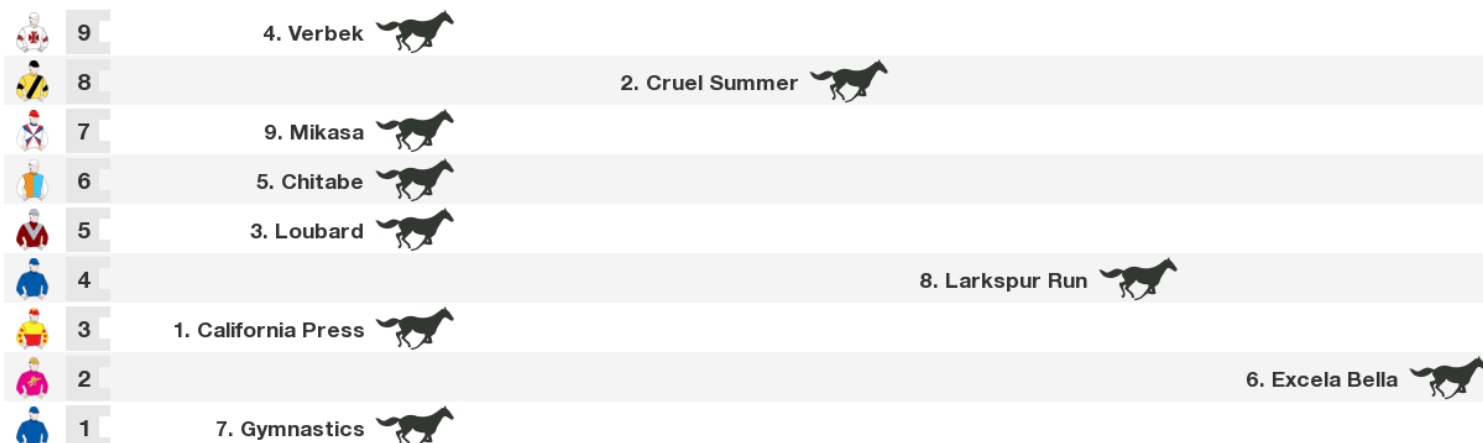 9 4. Verbek
8 2. Cruel Summer
7 9. Mikasa
6 5. Chitabe
5 3. Loubard
4 8. Larkspur Run
3 1. California Press
2 6. Excela Bella
1 7. Gymnastics